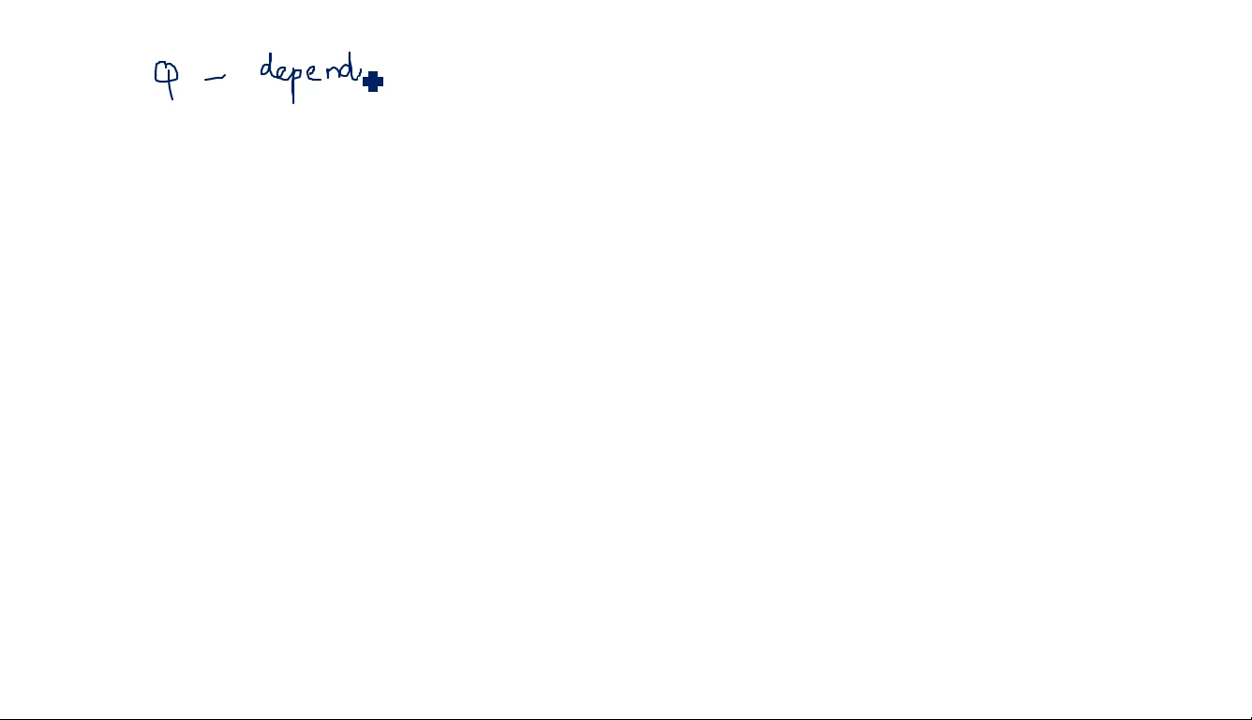 φ - depend